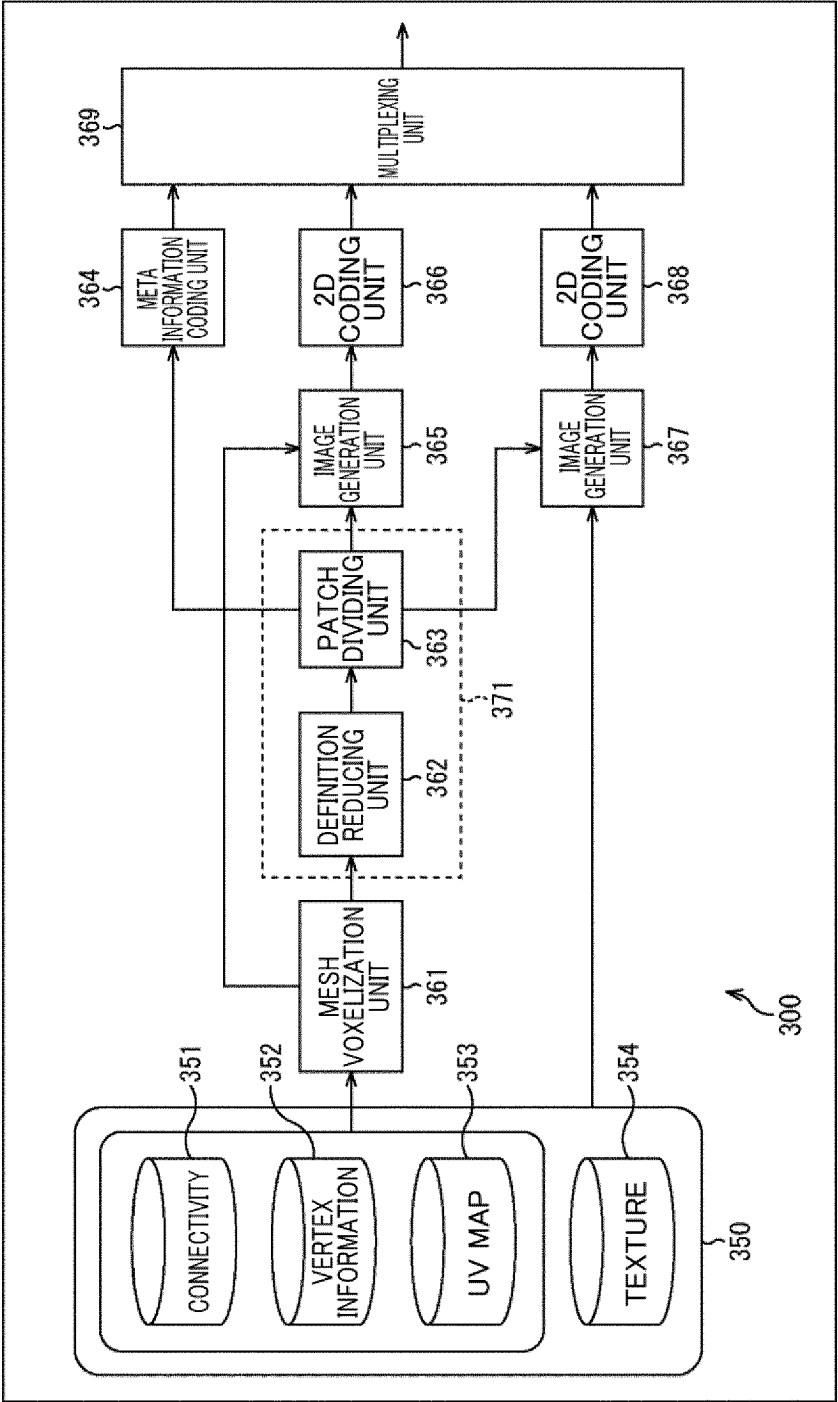 351
CONNECTIVITY
352
VERTEX
INFORMATION
353
UV MAP
354
TEXTURE
350
300
MESH
VOXELIZATION
UNIT
361
DEFINITION
REDUCING
UNIT
362
PATCH
DIVIDING
UNIT
363
371
364
META
INFORMATION
CODING UNIT
IMAGE
GENERATION
UNIT
365
2D
CODING
UNIT
366
IMAGE
GENERATION
UNIT
367
2D
CODING
UNIT
368
369
MULTIPLEXING
UNIT